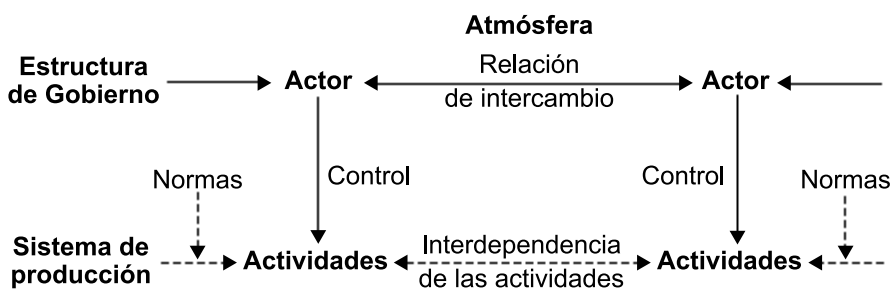 Atmósfera
Estructura
de Gobierno
Actor
Relación
de intercambio
Actor
Normas
Control
Control
Normas
Sistema de
producción
Actividades
Interdependencia
de las actividades
Actividades